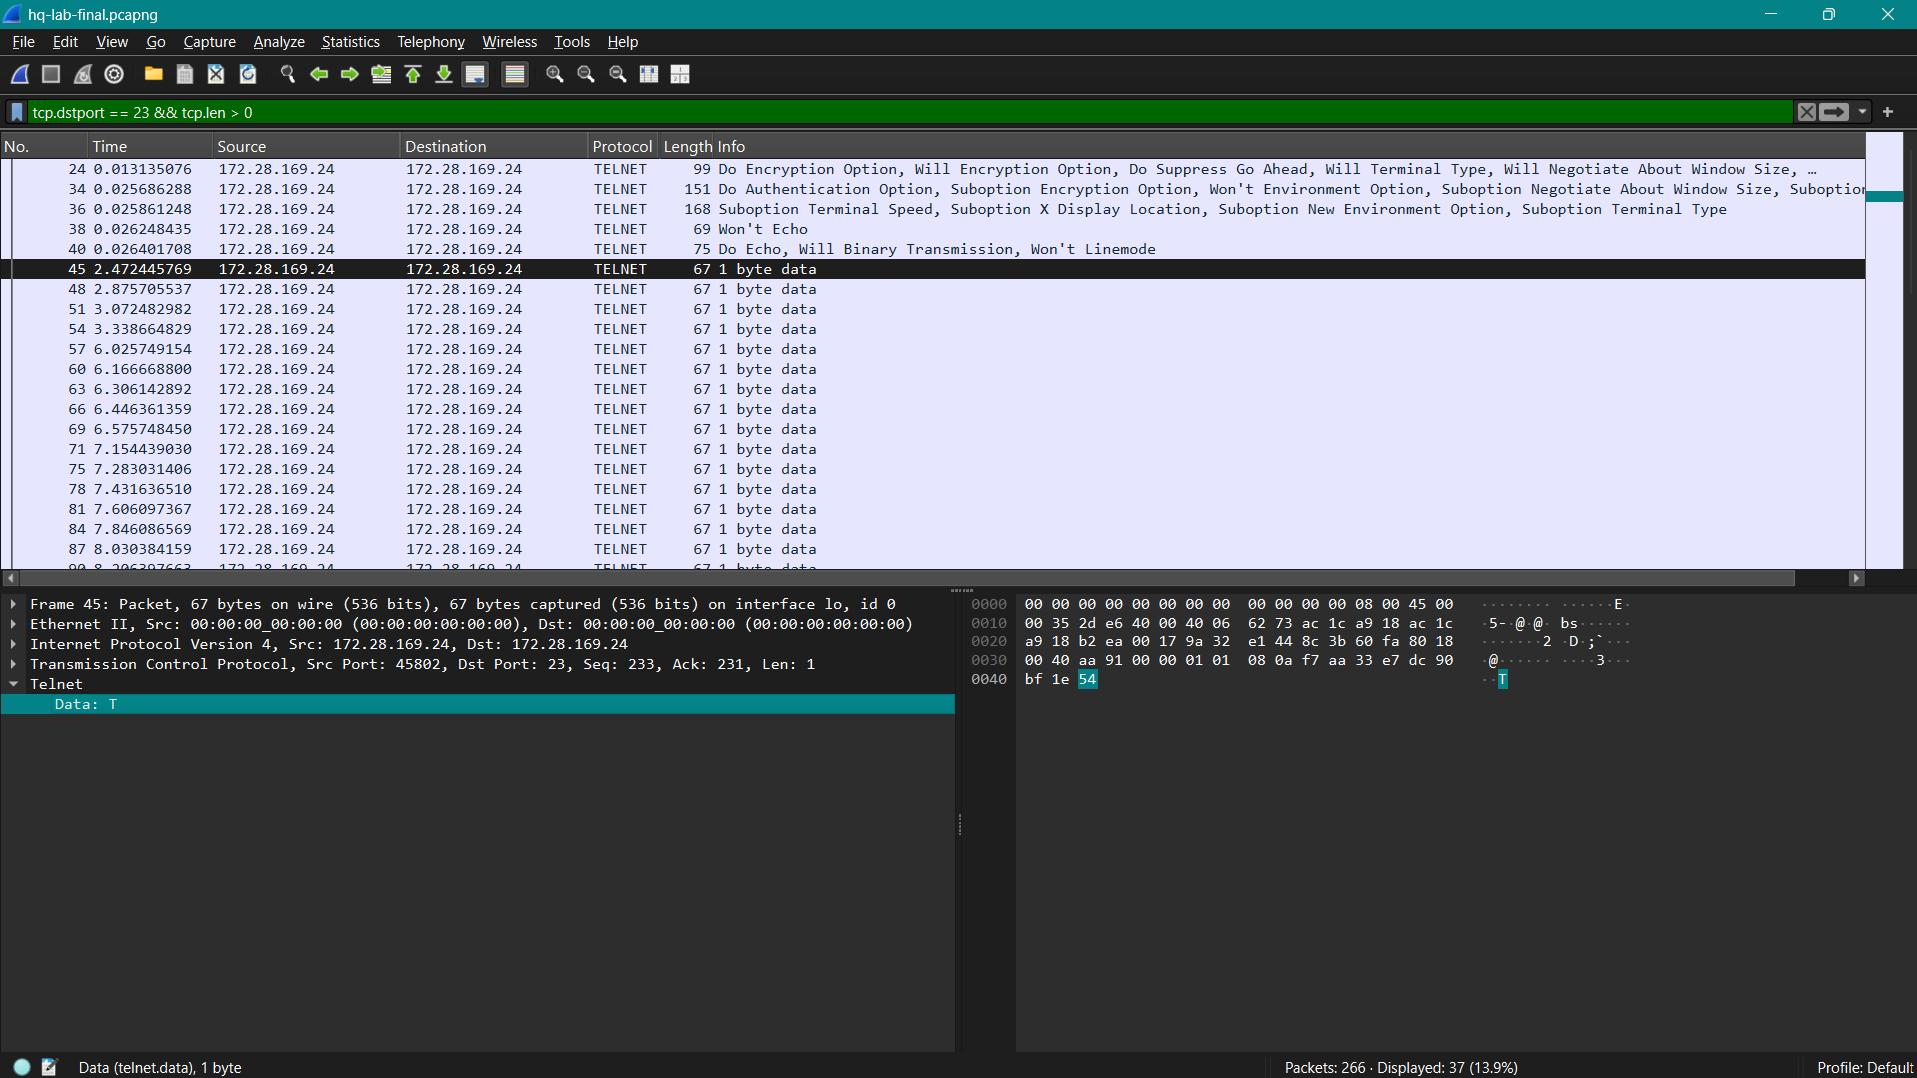 hq-lab-final.pcapng
File Edit View Go Capture Analyze Statistics Telephony Wireless Tools Help
tcp.dstport == 23 && tcp.len > 0
No. Time Source Destination Protocol Length Info
24 0.013135076 172.28.169.24 172.28.169.24 TELNET 99 Do Encryption Option, Will Encryption Option, Do Suppress Go Ahead, Will Terminal Type, Will Negotiate About Window Size, …
34 0.025686288 172.28.169.24 172.28.169.24 TELNET 151 Do Authentication Option, Suboption Encryption Option, Won't Environment Option, Suboption Negotiate About Window Size, Suboption
36 0.025861248 172.28.169.24 172.28.169.24 TELNET 168 Suboption Terminal Speed, Suboption X Display Location, Suboption New Environment Option, Suboption Terminal Type
38 0.026248435 172.28.169.24 172.28.169.24 TELNET 69 Won't Echo
40 0.026401708 172.28.169.24 172.28.169.24 TELNET 75 Do Echo, Will Binary Transmission, Won't Linemode
45 2.472445769 172.28.169.24 172.28.169.24 TELNET 67 1 byte data
48 2.875705537 172.28.169.24 172.28.169.24 TELNET 67 1 byte data
51 3.072482982 172.28.169.24 172.28.169.24 TELNET 67 1 byte data
54 3.338664829 172.28.169.24 172.28.169.24 TELNET 67 1 byte data
57 6.025749154 172.28.169.24 172.28.169.24 TELNET 67 1 byte data
60 6.166668800 172.28.169.24 172.28.169.24 TELNET 67 1 byte data
63 6.306142892 172.28.169.24 172.28.169.24 TELNET 67 1 byte data
66 6.446361359 172.28.169.24 172.28.169.24 TELNET 67 1 byte data
69 6.575748450 172.28.169.24 172.28.169.24 TELNET 67 1 byte data
71 7.154439030 172.28.169.24 172.28.169.24 TELNET 67 1 byte data
75 7.283031406 172.28.169.24 172.28.169.24 TELNET 67 1 byte data
78 7.431636510 172.28.169.24 172.28.169.24 TELNET 67 1 byte data
81 7.606097367 172.28.169.24 172.28.169.24 TELNET 67 1 byte data
84 7.846086569 172.28.169.24 172.28.169.24 TELNET 67 1 byte data
87 8.030384159 172.28.169.24 172.28.169.24 TELNET 67 1 byte data
Frame 45: Packet, 67 bytes on wire (536 bits), 67 bytes captured (536 bits) on interface lo, id 0
Ethernet II, Src: 00:00:00_00:00:00 (00:00:00:00:00:00), Dst: 00:00:00_00:00:00 (00:00:00:00:00:00)
Internet Protocol Version 4, Src: 172.28.169.24, Dst: 172.28.169.24
Transmission Control Protocol, Src Port: 45802, Dst Port: 23, Seq: 233, Ack: 231, Len: 1
Telnet
Data: T
0000 00 00 00 00 00 00 00 00 00 00 00 00 08 00 45 00 ········ ······E·
0010 00 35 2d e6 40 00 40 06 62 73 ac 1c a9 18 ac 1c ·5-·@·@· bs······
0020 a9 18 b2 ea 00 17 9a 32 e1 44 8c 3b 60 fa 80 18 ·······2 ·D·;`···
0030 00 40 aa 91 00 00 01 01 08 0a f7 aa 33 e7 dc 90 ·@······ ····3···
0040 bf 1e 54 ··T
Data (telnet.data), 1 byte
Packets: 266 · Displayed: 37 (13.9%)
Profile: Default